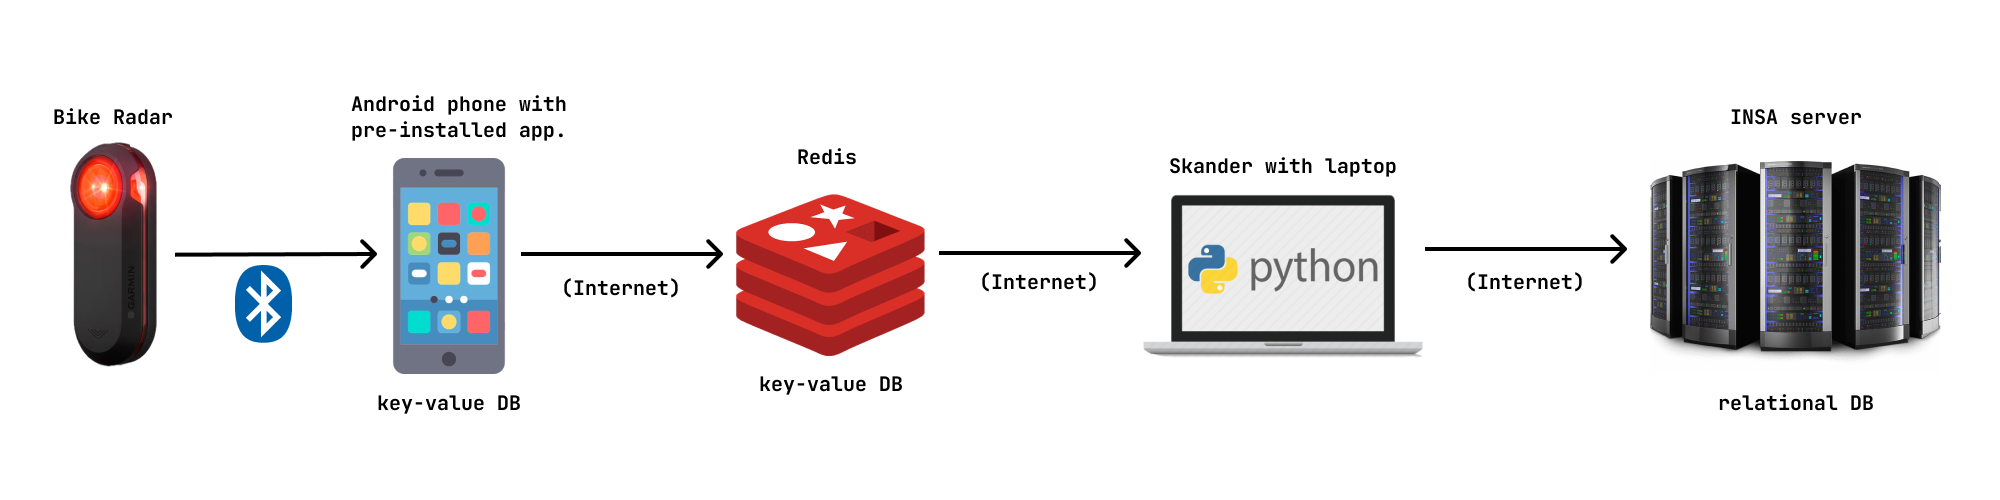 Bike Radar
GARMIN
Android phone with
pre-installed app.
key-value DB
(Internet)
Redis
key-value DB
(Internet)
Skander with laptop
python
(Internet)
INSA server
relational DB